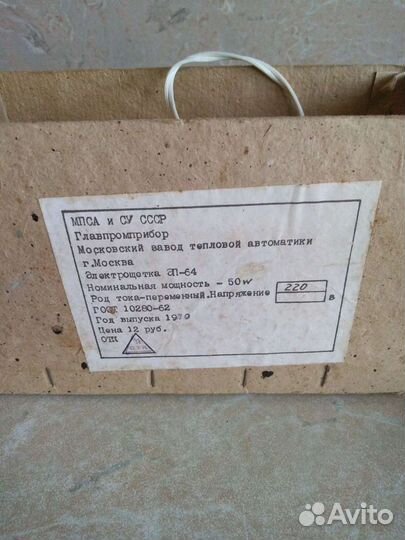 МПСА и СУ СССР
Главпромприбор
Московский завод тепловой автоматики
г.Москва
Электрощетка ЭП-64
Номинальная мощность - 50w
Род тока-переменный.Напряжение 220 В
ГОСТ 10280-62
Год выпуска 1979
Цена 12 руб.
ОТК
Avito